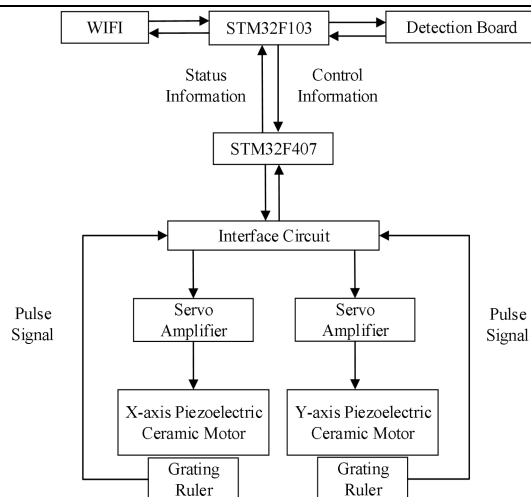 WIFI
STM32F103
Detection Board
Status
Information
Control
Information
STM32F407
Interface Circuit
Pulse
Signal
Servo
Amplifier
Servo
Amplifier
Pulse
Signal
X-axis Piezoelectric
Ceramic Motor
Y-axis Piezoelectric
Ceramic Motor
Grating
Ruler
Grating
Ruler